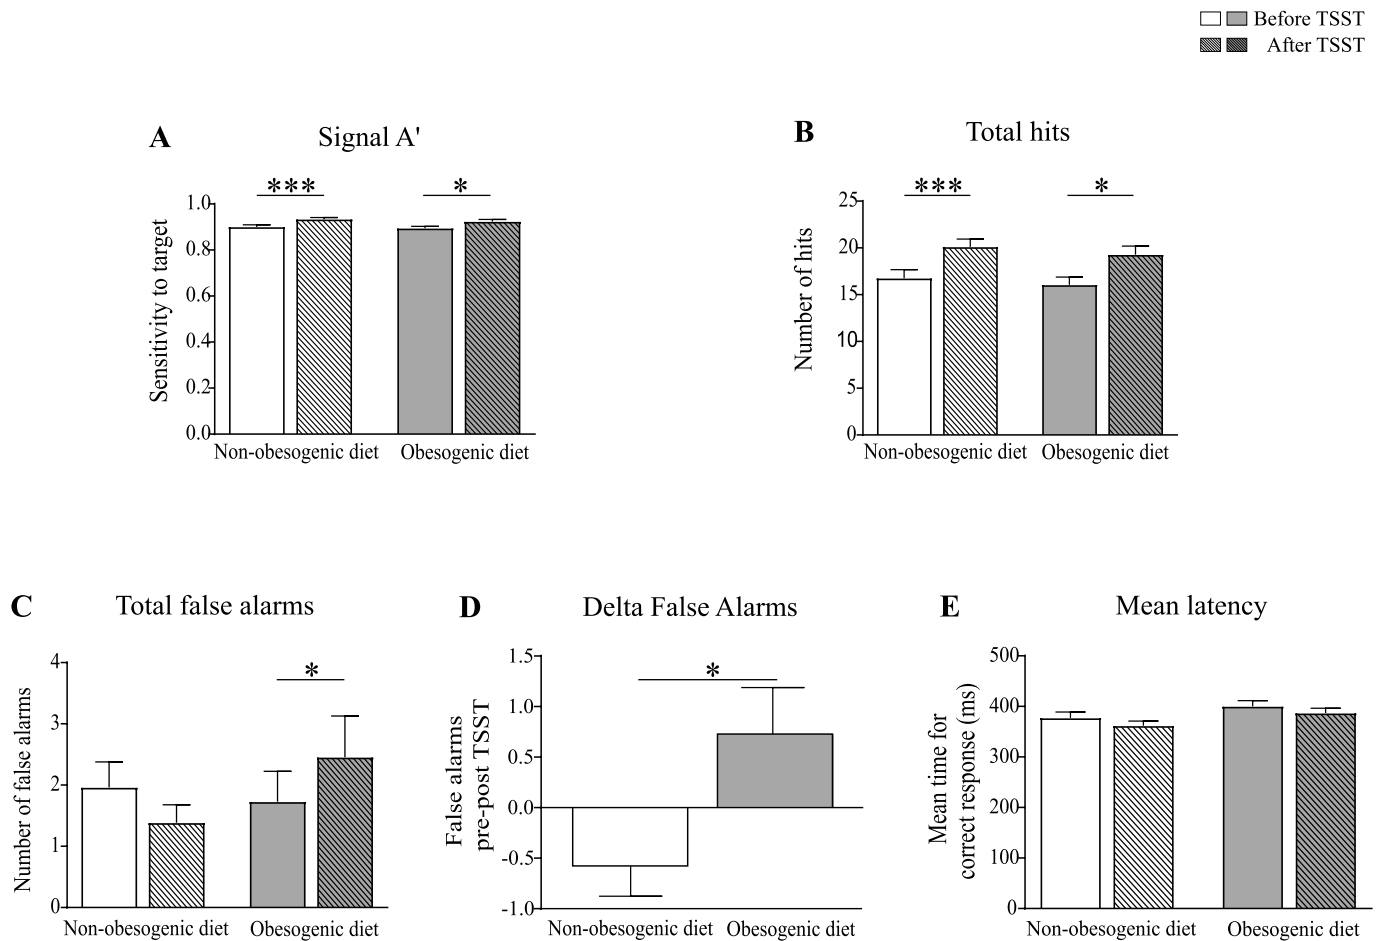 Before TSST
After TSST
A
Signal A'
***
*
1.0
0.8
0.6
0.4
0.2
0.0
Sensitivity to target
Non-obesogenic diet
Obesogenic diet
B
Total hits
***
*
25
20
15
10
5
0
Number of hits
Non-obesogenic diet
Obesogenic diet
C
Total false alarms
*
4
3
2
1
0
Number of false alarms
Non-obesogenic diet
Obesogenic diet
D
Delta False Alarms
*
1.5
1.0
0.5
0.0
-0.5
-1.0
False alarms
pre-post TSST
Non-obesogenic diet
Obesogenic diet
E
Mean latency
500
400
300
200
100
0
Mean time for
correct response (ms)
Non-obesogenic diet
Obesogenic diet